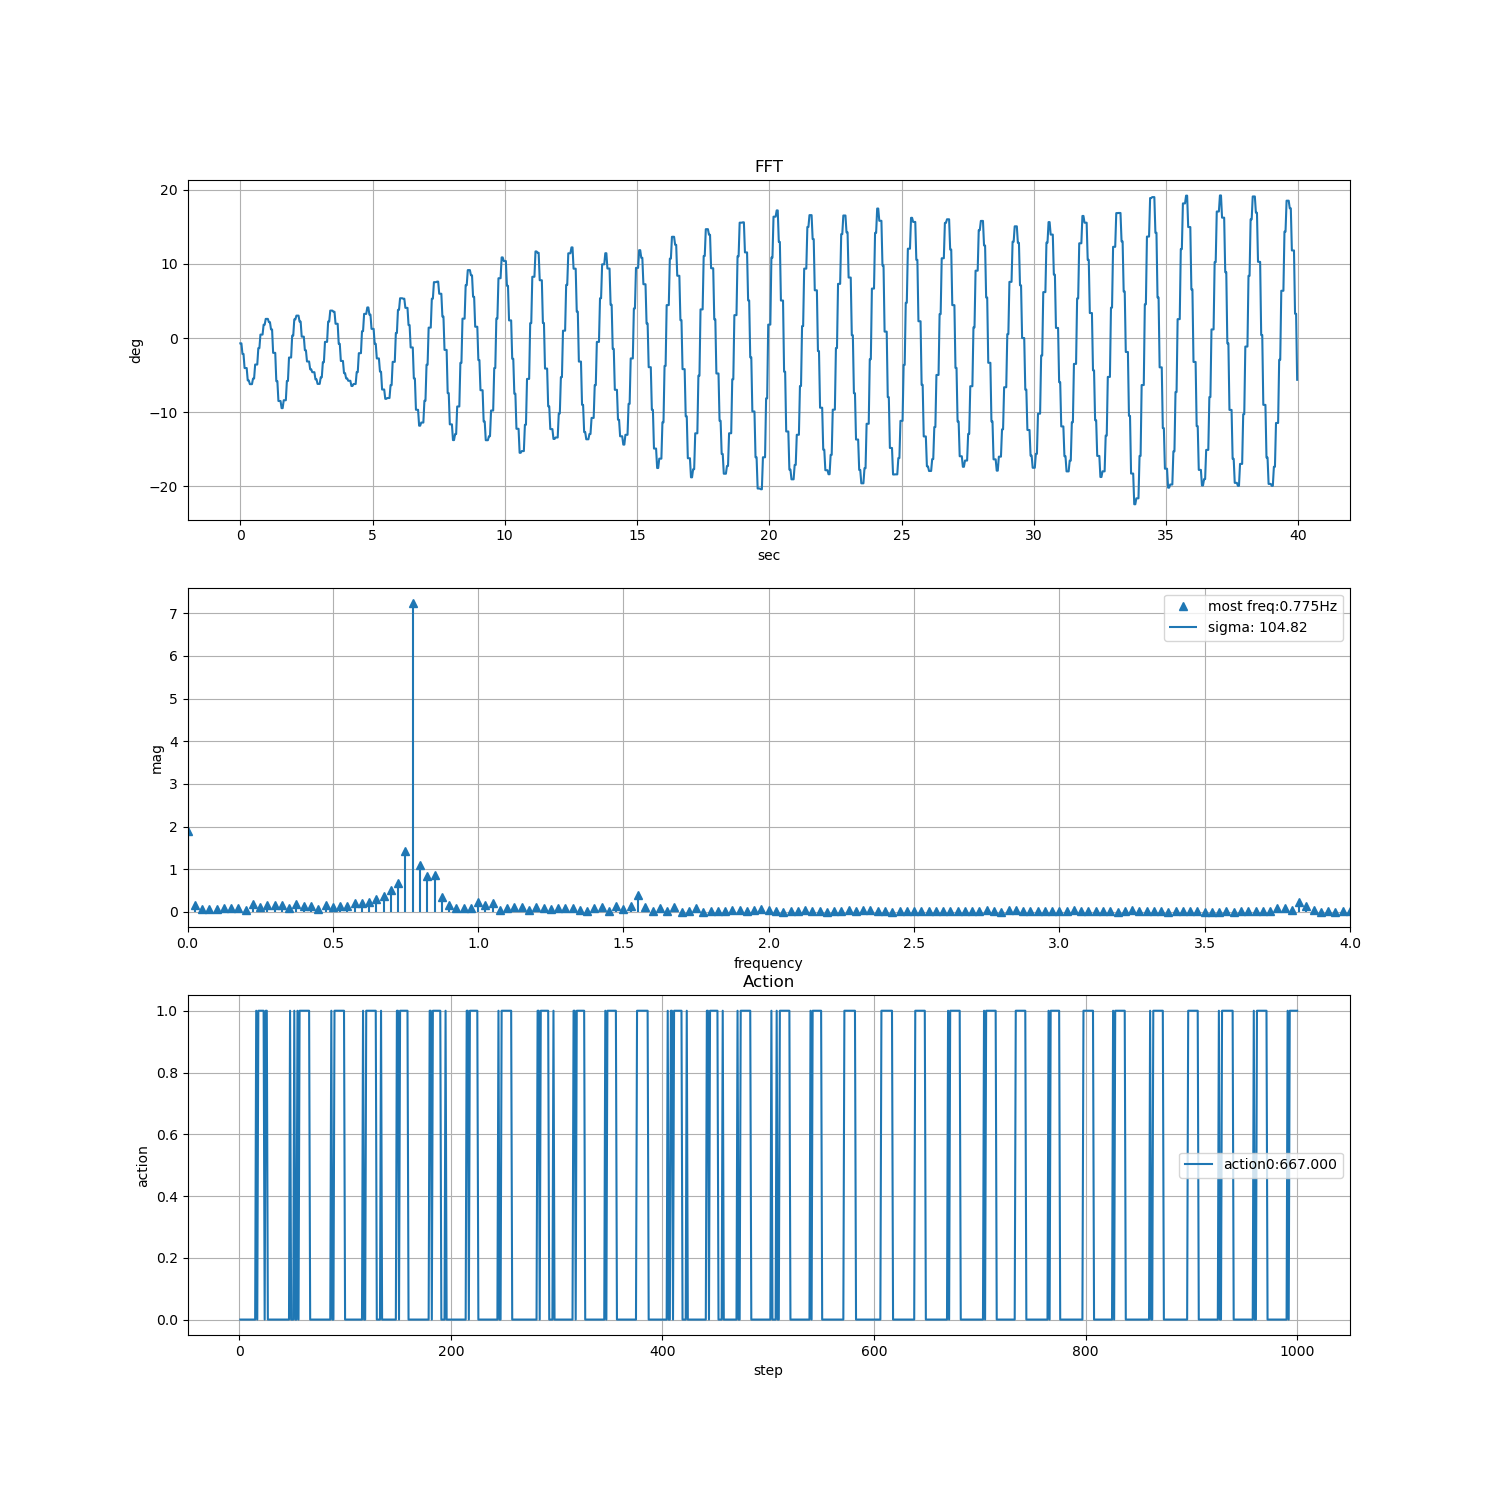 FFT
20
10
0
−10
−20
deg
0 5 10 15 20 25 30 35 40
sec
most freq:0.775Hz
sigma: 104.82
7
6
5
4
3
2
1
0
mag
0.0 0.5 1.0 1.5 2.0 2.5 3.0 3.5 4.0
frequency
Action
1.0
0.8
0.6
0.4
0.2
0.0
action
action0:667.000
0 200 400 600 800 1000
step